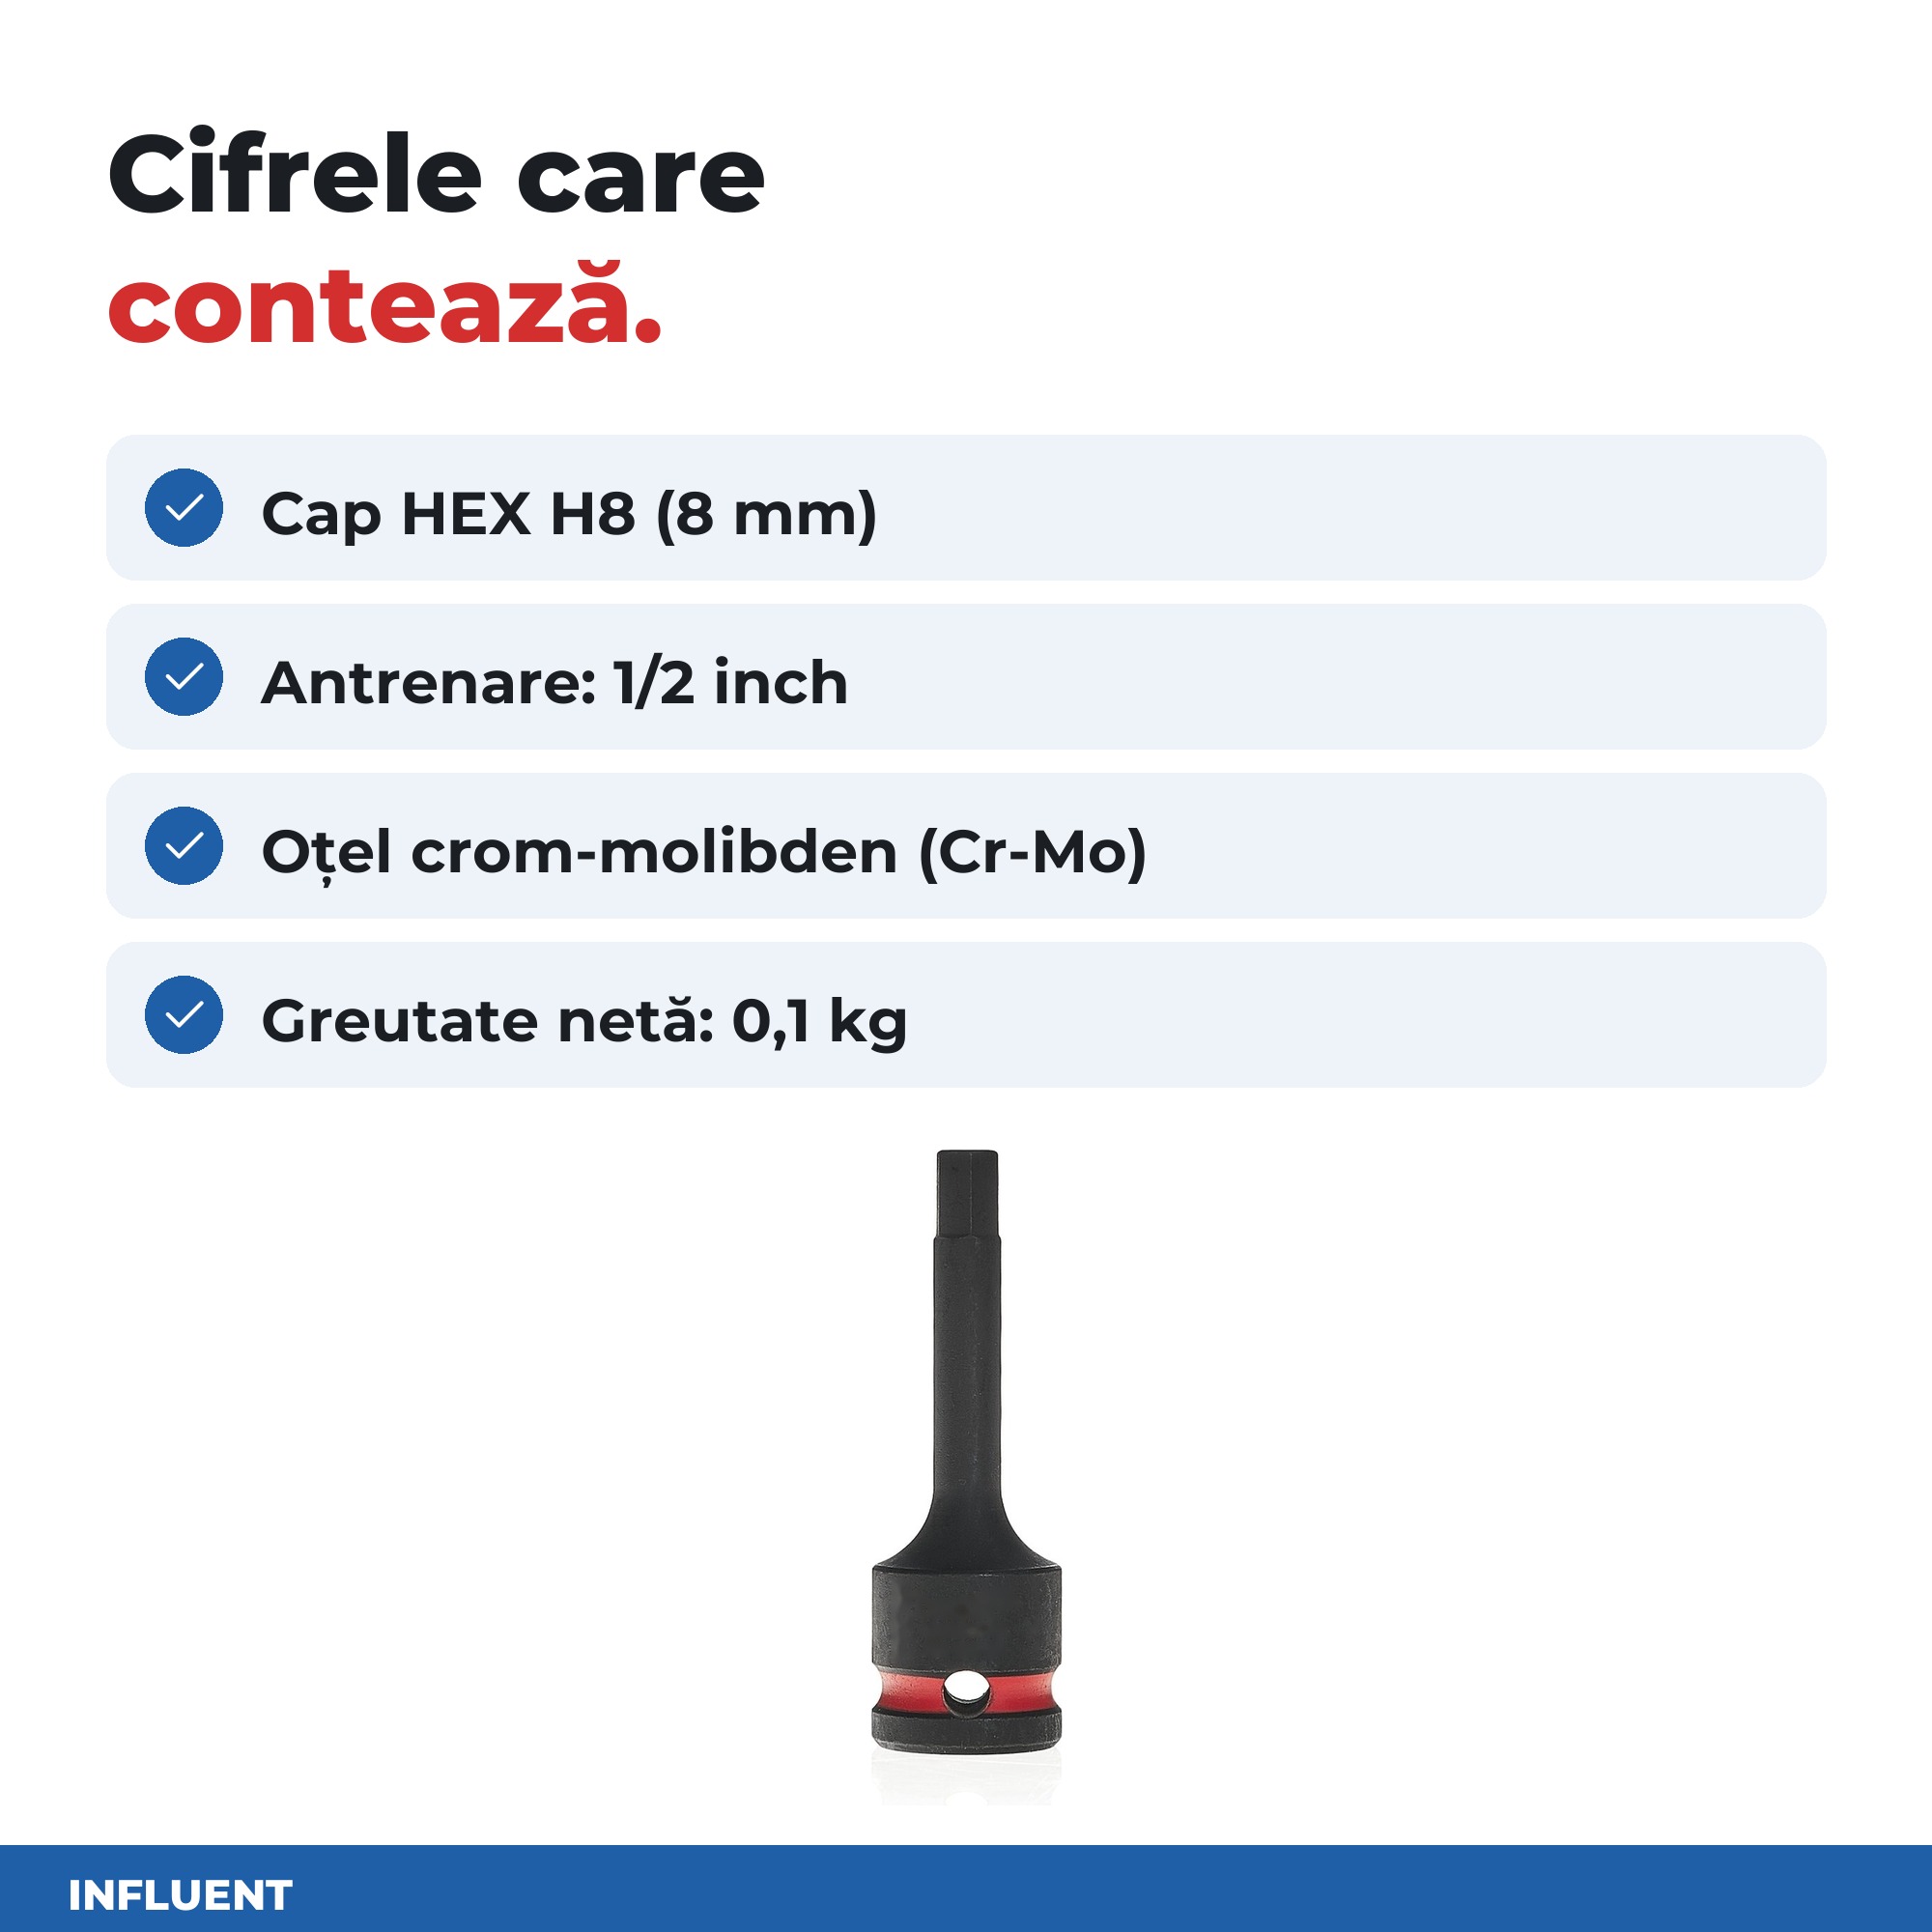 Cifrele care
contează.
Cap HEX H8 (8 mm)
Antrenare: 1/2 inch
Oțel crom-molibden (Cr-Mo)
Greutate netă: 0,1 kg
INFLUENT